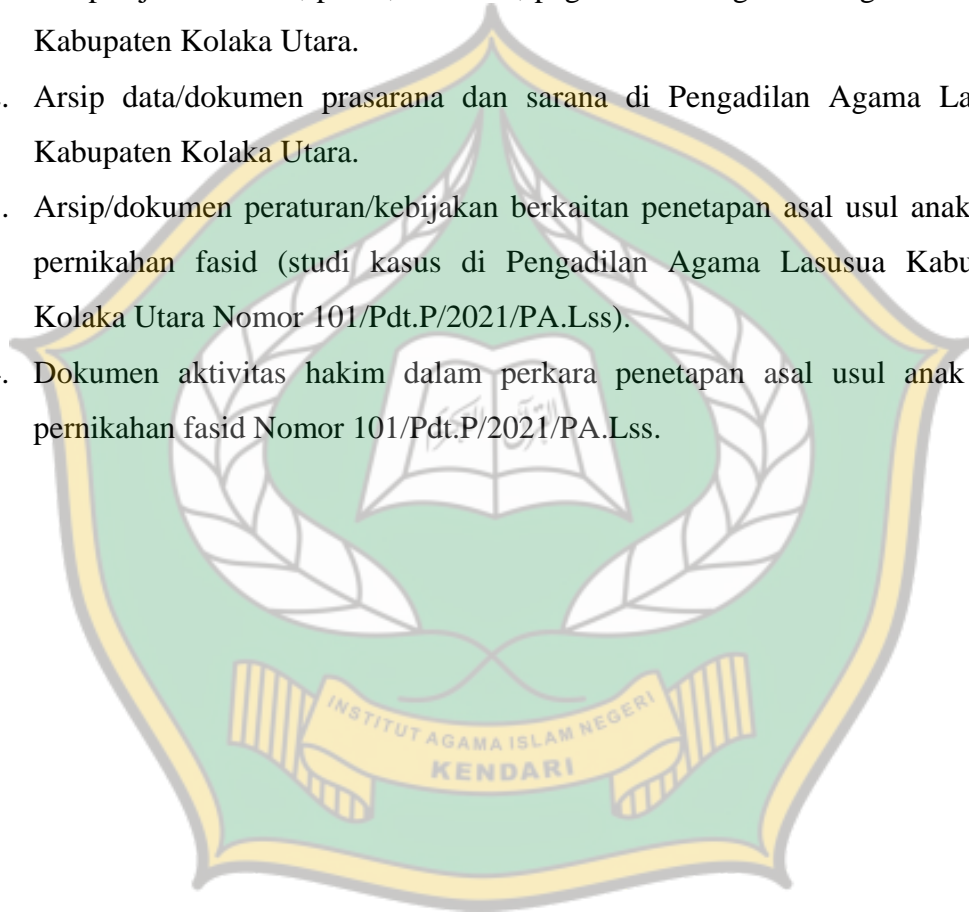 Kabupaten Kolaka Utara.
. Arsip data/dokumen prasarana dan sarana di Pengadilan Agama La
Kabupaten Kolaka Utara.
. Arsip/dokumen peraturan/kebijakan berkaitan penetapan asal usul anak
pernikahan fasid (studi kasus di Pengadilan Agama Lasusua Kabu
Kolaka Utara Nomor 101/Pdt.P/2021/PA.Lss).
. Dokumen aktivitas hakim dalam perkara penetapan asal usul anak
pernikahan fasid Nomor 101/Pdt.P/2021/PA.Lss.
INSTITUT AGAMA ISLAM NEGERI
KENDARI